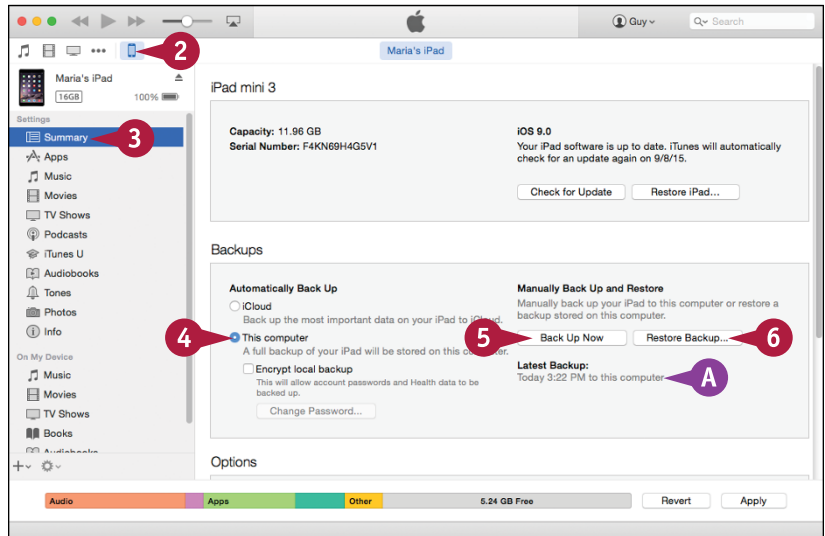 Guy
Search
2
Maria's iPad
Maria's iPad
16GB 100%
Settings
Summary
3
Apps
Music
Movies
TV Shows
Podcasts
iTunes U
Audiobooks
Tones
Photos
Info
On My Device
Music
Movies
TV Shows
Books
Audiobooks
iPad mini 3
Capacity: 11.96 GB
Serial Number: F4KN69H4G5V1
iOS 9.0
Your iPad software is up to date. iTunes will automatically
check for an update again on 9/8/15.
Check for Update Restore iPad...
Backups
Automatically Back Up
iCloud
Back up the most important data on your iPad to iCloud.
4
This computer
A full backup of your iPad will be stored on this computer.
Encrypt local backup
This will allow account passwords and Health data to be
backed up.
Change Password...
Manually Back Up and Restore
Manually back up your iPad to this computer or restore a
backup stored on this computer.
5 Back Up Now Restore Backup... 6
Latest Backup:
Today 3:22 PM to this computer
A
Options
Audio Apps Other 5.24 GB Free Revert Apply